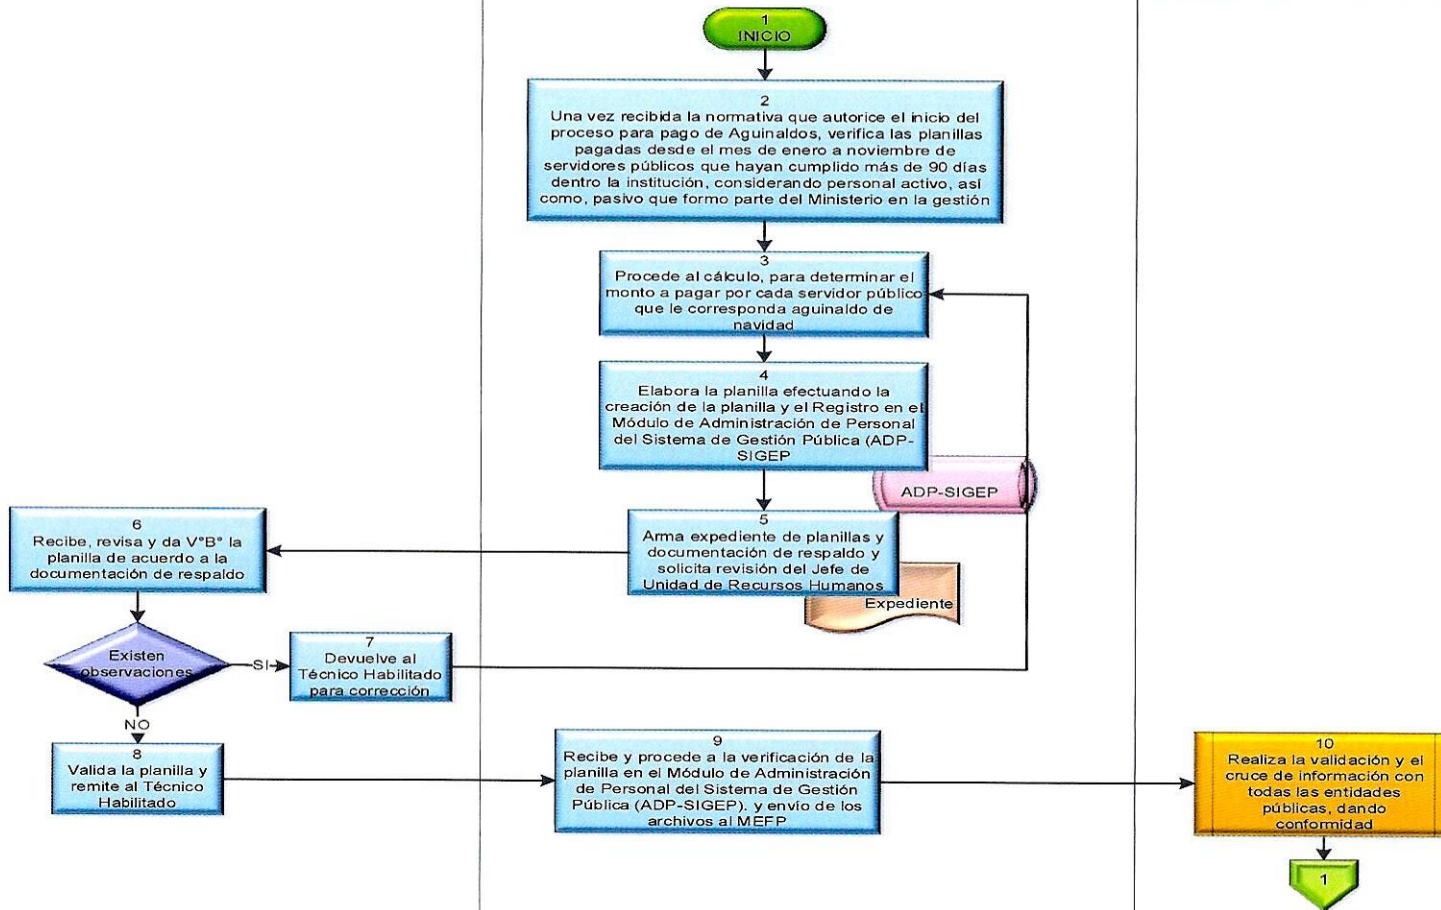 1
INICIO
2
Una vez recibida la normativa que autorice el inicio del
proceso para pago de Aguinaldos, verifica las planillas
pagadas desde el mes de enero a noviembre de
servidores públicos que hayan cumplido más de 90 días
dentro la institución, considerando personal activo, así
como, pasivo que formo parte del Ministerio en la gestión
3
Procede al cálculo, para determinar el
monto a pagar por cada servidor público
que le corresponda aguinaldo de
navidad
4
Elabora la planilla efectuando la
creación de la planilla y el Registro en el
Módulo de Administración de Personal
del Sistema de Gestión Pública (ADP-
SIGEP
ADP-SIGEP
5
Arma expediente de planillas y
documentación de respaldo y
solicita revisión del Jefe de
Unidad de Recursos Humanos
Expediente
6
Recibe, revisa y da V°B° la
planilla de acuerdo a la
documentación de respaldo
Existen
observaciones
SI
7
Devuelve al
Técnico Habilitado
para corrección
NO
8
Valida la planilla y
remite al Técnico
Habilitado
9
Recibe y procede a la verificación de la
planilla en el Módulo de Administración
de Personal del Sistema de Gestión
Pública (ADP-SIGEP). y envío de los
archivos al MEFP
10
Realiza la validación y el
cruce de información con
todas las entidades
públicas, dando
conformidad
1